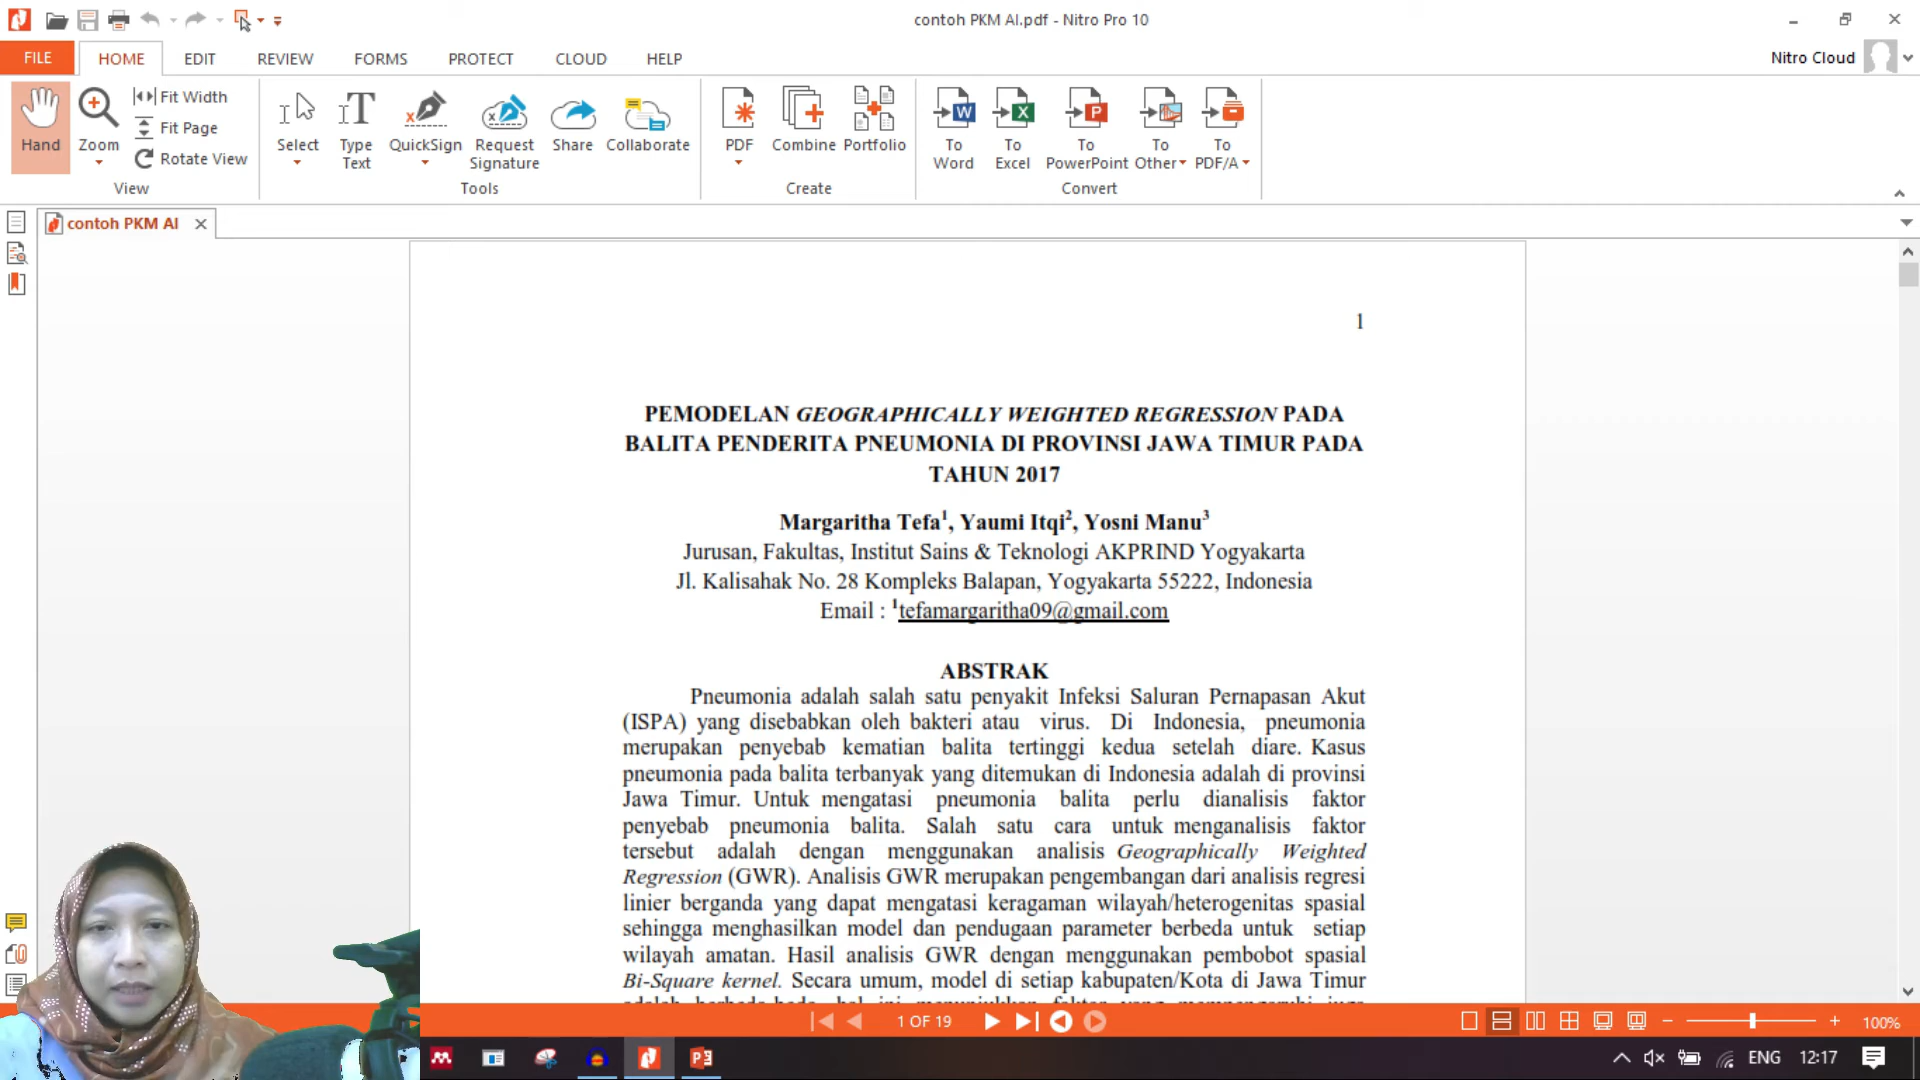 contoh PKM AI.pdf - Nitro Pro 10
FILE HOME EDIT REVIEW FORMS PROTECT CLOUD HELP
Nitro Cloud
Hand
Zoom
Fit Width
Fit Page
Rotate View
View
Select
Type Text
QuickSign
Request Signature
Share
Collaborate
Tools
PDF
Combine
Portfolio
Create
To Word
To Excel
To PowerPoint
To Other
To PDF/A
Convert
contoh PKM AI
1
PEMODELAN GEOGRAPHICALLY WEIGHTED REGRESSION PADA
BALITA PENDERITA PNEUMONIA DI PROVINSI JAWA TIMUR PADA
TAHUN 2017
Margaritha Tefa1, Yaumi Itqi2, Yosni Manu3
Jurusan, Fakultas, Institut Sains & Teknologi AKPRIND Yogyakarta
Jl. Kalisahak No. 28 Kompleks Balapan, Yogyakarta 55222, Indonesia
Email : 1tefamargaritha09@gmail.com
ABSTRAK
Pneumonia adalah salah satu penyakit Infeksi Saluran Pernapasan Akut
(ISPA) yang disebabkan oleh bakteri atau virus. Di Indonesia, pneumonia
merupakan penyebab kematian balita tertinggi kedua setelah diare. Kasus
pneumonia pada balita terbanyak yang ditemukan di Indonesia adalah di provinsi
Jawa Timur. Untuk mengatasi pneumonia balita perlu dianalisis faktor
penyebab pneumonia balita. Salah satu cara untuk menganalisis faktor
tersebut adalah dengan menggunakan analisis Geographically Weighted
Regression (GWR). Analisis GWR merupakan pengembangan dari analisis regresi
linier berganda yang dapat mengatasi keragaman wilayah/heterogenitas spasial
sehingga menghasilkan model dan pendugaan parameter berbeda untuk setiap
wilayah amatan. Hasil analisis GWR dengan menggunakan pembobot spasial
Bi-Square kernel. Secara umum, model di setiap kabupaten/Kota di Jawa Timur
1 OF 19
100%
ENG 12:17